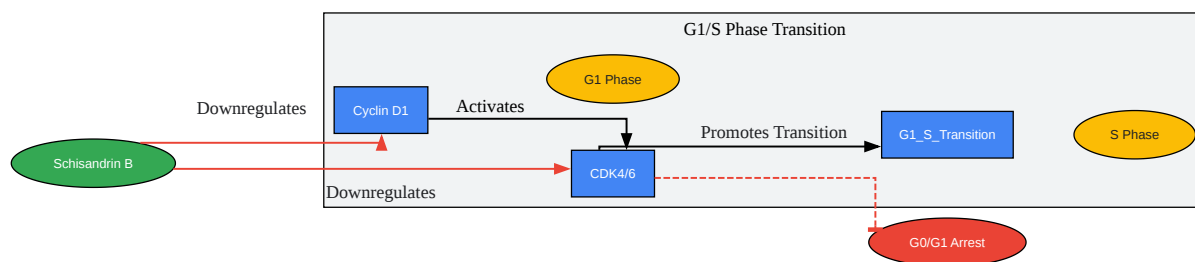 G1/S Phase Transition
G1 Phase
Downregulates
Cyclin D1
Activates
Promotes Transition
G1_S_Transition
S Phase
Schisandrin B
CDK4/6
Downregulates
G0/G1 Arrest